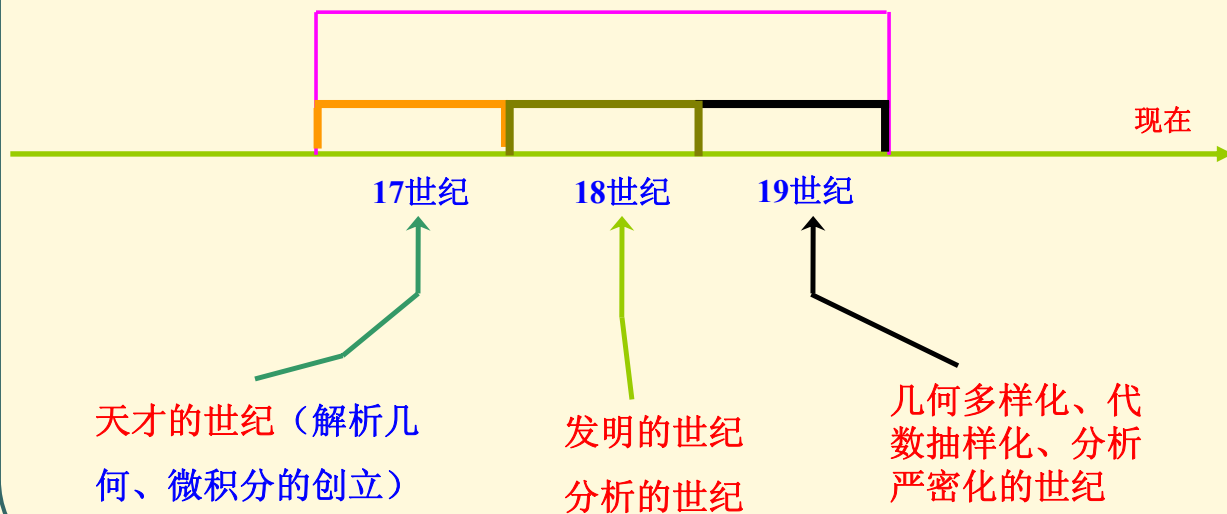 现在
17世纪
18世纪
19世纪
天才的世纪（解析几
何、微积分的创立）
发明的世纪
分析的世纪
几何多样化、代
数抽样化、分析
严密化的世纪